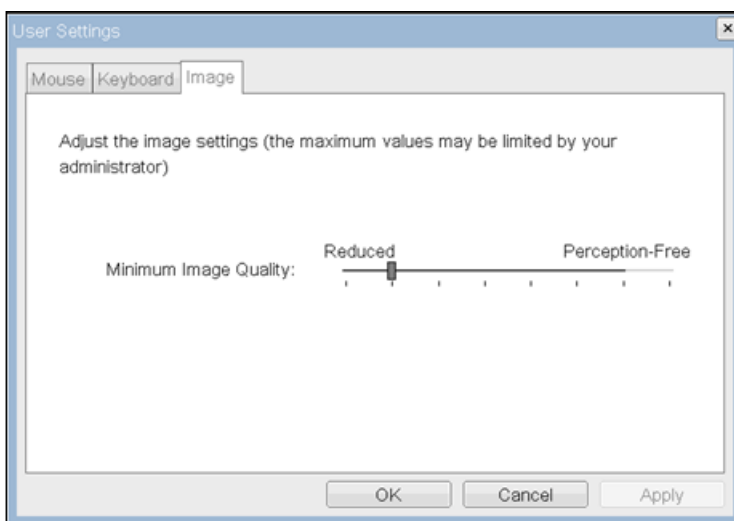 User Settings
Mouse Keyboard Image
Adjust the image settings (the maximum values may be limited by your
administrator)
Reduced Perception-Free
Minimum Image Quality:
OK Cancel Apply